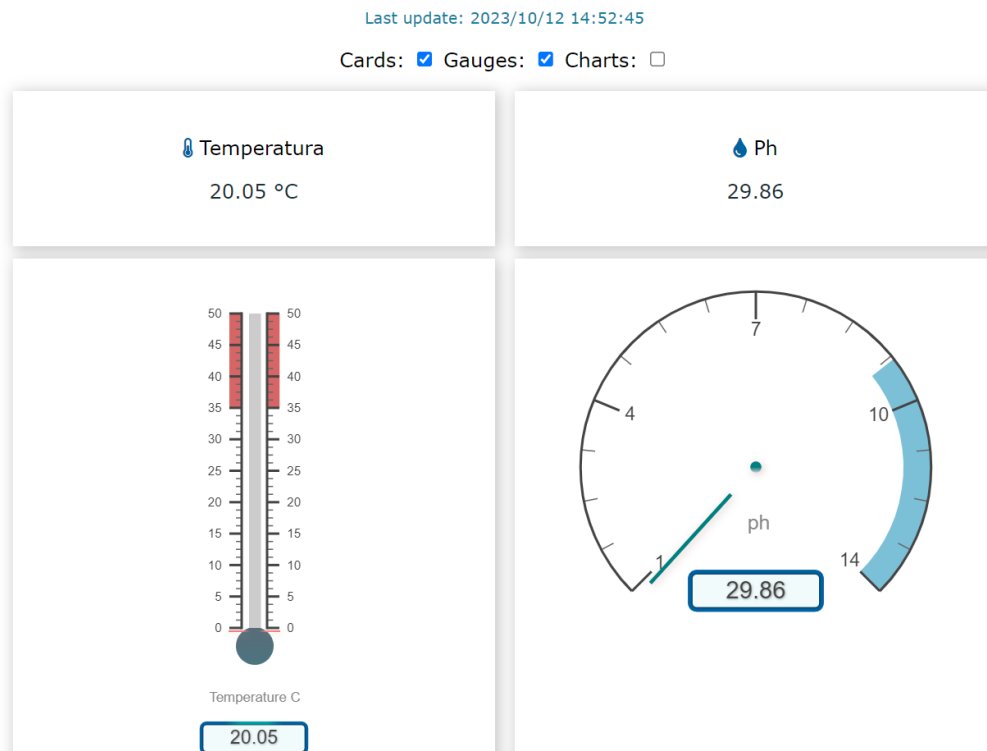 Last update: 2023/10/12 14:52:45
Cards: Gauges: Charts:
Temperatura
20.05 °C
Ph
29.86
50 50
45 45
40 40
35 35
30 30
25 25
20 20
15 15
10 10
5 5
0 0
Temperature C
20.05
7
4
10
ph
1
14
29.86